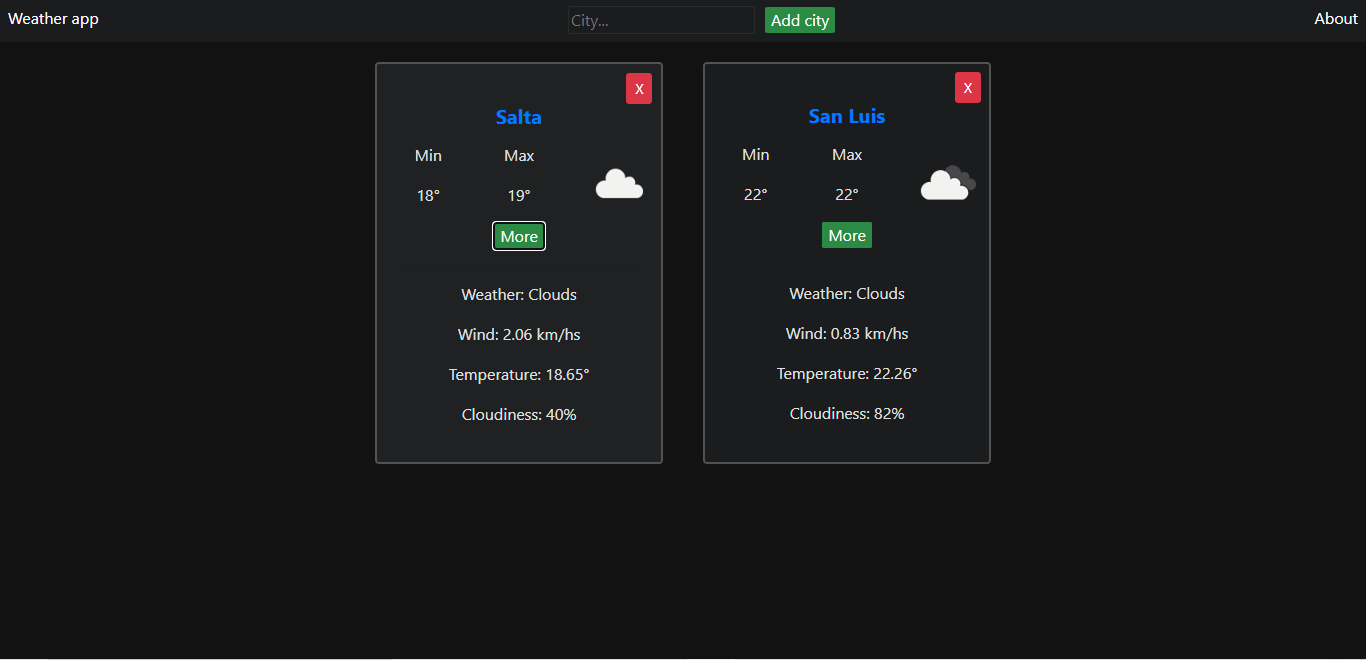 Weather app
City...
Add city
About
X
Salta
Min Max
18° 19°
More
Weather: Clouds
Wind: 2.06 km/hs
Temperature: 18.65°
Cloudiness: 40%
X
San Luis
Min Max
22° 22°
More
Weather: Clouds
Wind: 0.83 km/hs
Temperature: 22.26°
Cloudiness: 82%